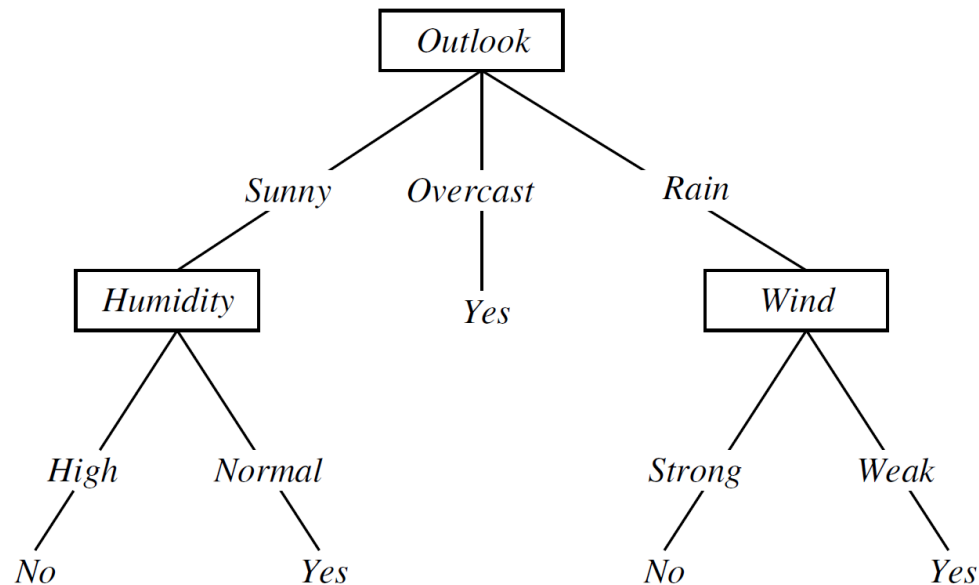 Outlook
Sunny Overcast Rain
Humidity Yes Wind
High Normal Strong Weak
No Yes No Yes